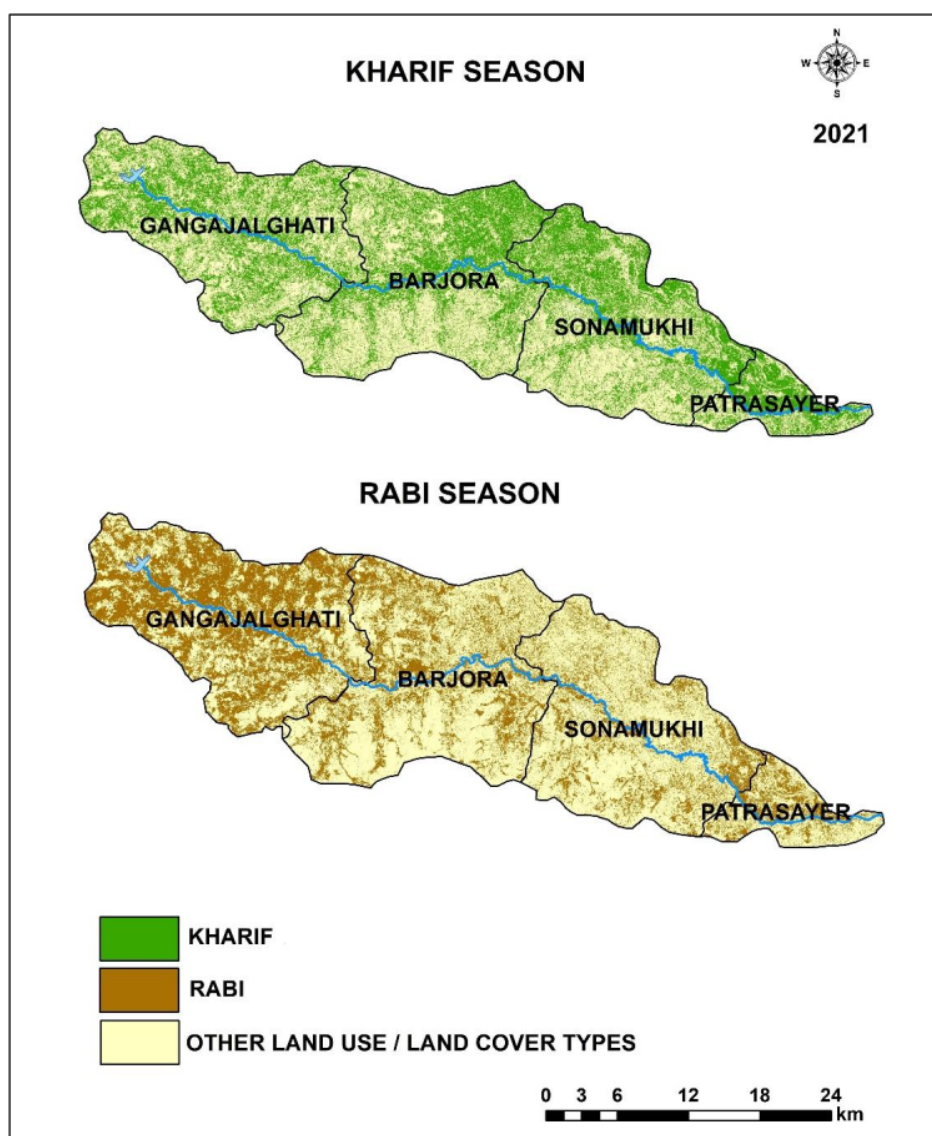 N
KHARIF SEASON
W E
S
2021
GANGAJALGHATI
BARJORA
SONAMUKHI
PATRASAYER
RABI SEASON
GANGAJALGHATI
BARJORA
SONAMUKHI
PATRASAYER
KHARIF
RABI
OTHER LAND USE / LAND COVER TYPES
0 3 6 12 18 24
km